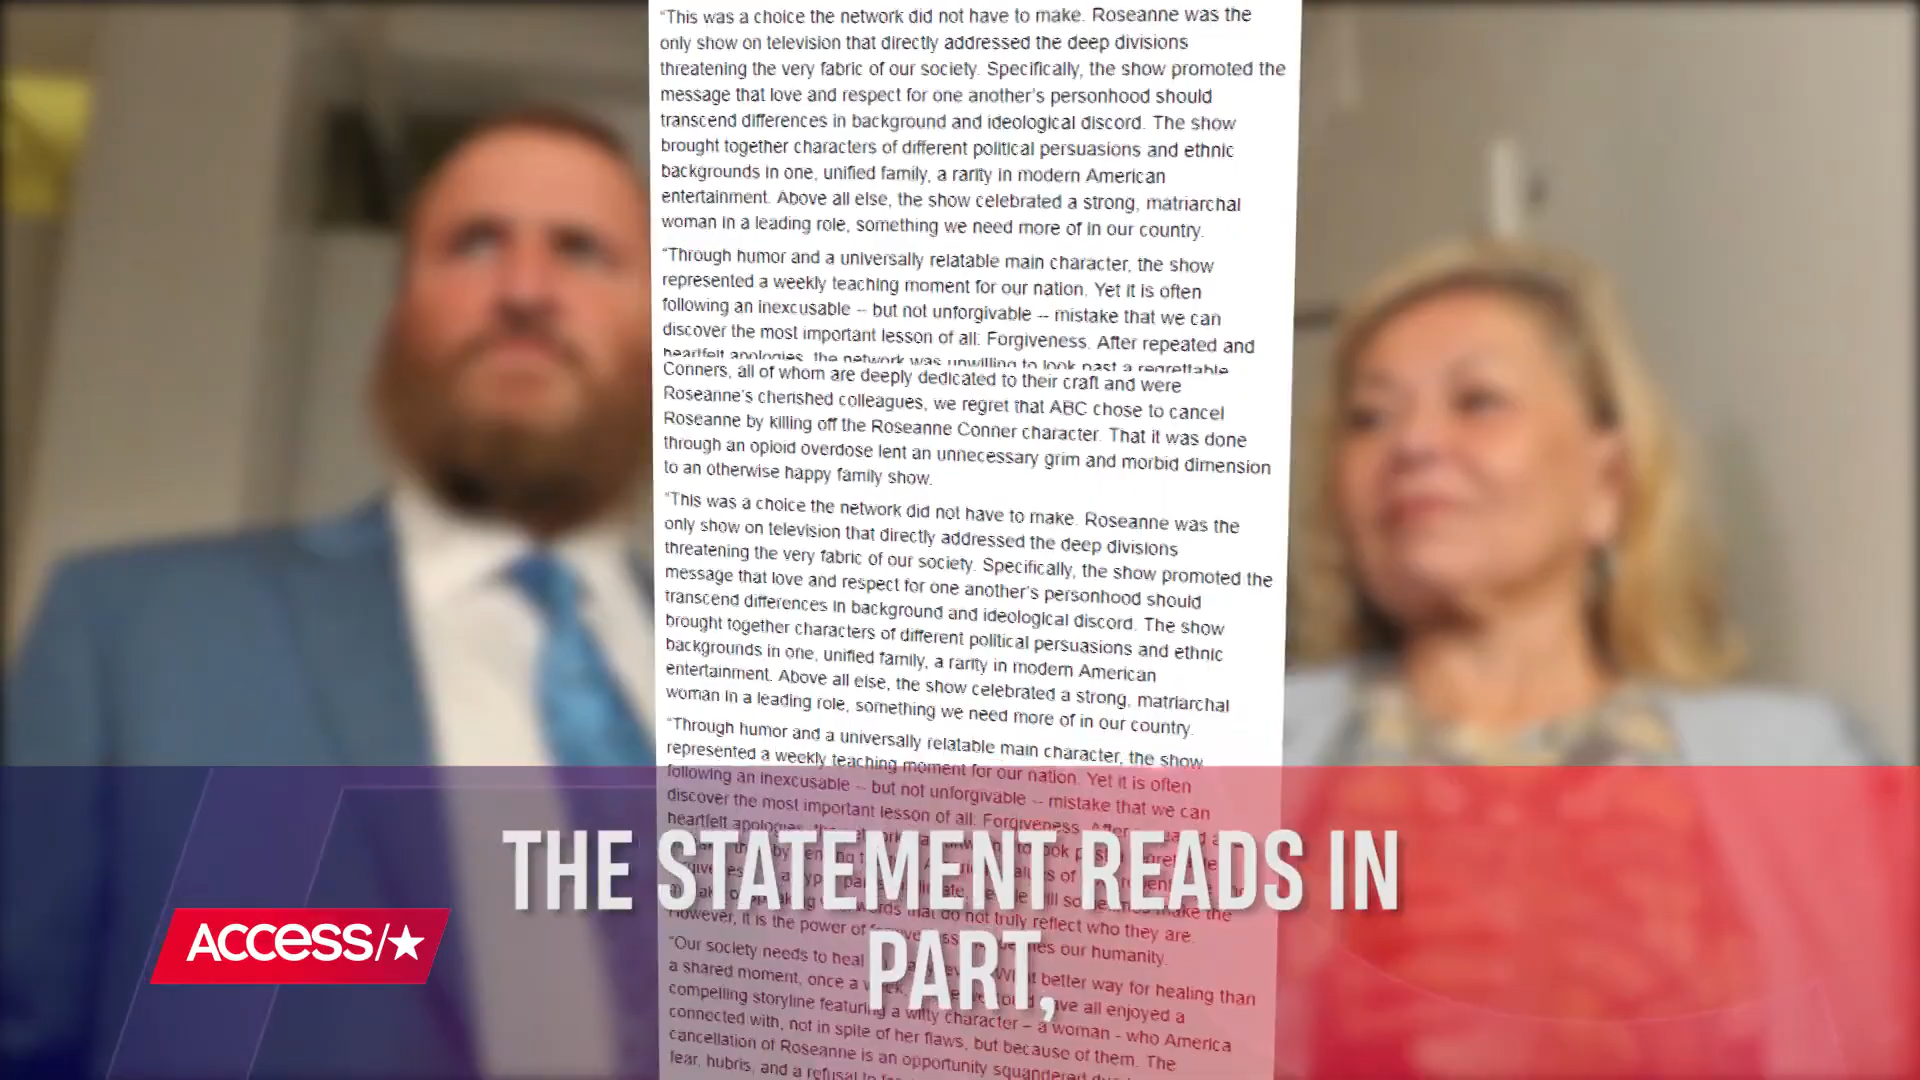 “This was a choice the network did not have to make. Roseanne was the
only show on television that directly addressed the deep divisions
threatening the very fabric of our society. Specifically, the show promoted the
message that love and respect for one another’s personhood should
transcend differences in background and ideological discord. The show
brought together characters of different political persuasions and ethnic
backgrounds in one, unified family, a rarity in modern American
entertainment. Above all else, the show celebrated a strong, matriarchal
woman in a leading role, something we need more of in our country.
“Through humor and a universally relatable main character, the show
represented a weekly teaching moment for our nation. Yet it is often
following an inexcusable -- but not unforgivable -- mistake that we can
discover the most important lesson of all: Forgiveness. After repeated and
heartfelt apologies, the network was unwilling to look past a regrettable
Conners, all of whom are deeply dedicated to their craft and were
Roseanne’s cherished colleagues, we regret that ABC chose to cancel
Roseanne by killing off the Roseanne Conner character. That it was done
through an opioid overdose lent an unnecessary grim and morbid dimension
to an otherwise happy family show.
“This was a choice the network did not have to make. Roseanne was the
only show on television that directly addressed the deep divisions
threatening the very fabric of our society. Specifically, the show promoted the
message that love and respect for one another’s personhood should
transcend differences in background and ideological discord. The show
brought together characters of different political persuasions and ethnic
backgrounds in one, unified family, a rarity in modern American
entertainment. Above all else, the show celebrated a strong, matriarchal
woman in a leading role, something we need more of in our country.
“Through humor and a universally relatable main character, the show
represented a weekly teaching moment for our nation. Yet it is often
following an inexcusable -- but not unforgivable -- mistake that we can
discover the most important lesson of all: Forgiveness. After
heartfelt apologies,
make the
However, it is the power of our humanity.
words that do not truly reflect who they are.
“Our society needs to heal better way for healing than
a shared moment, once a have all enjoyed a
compelling storyline featuring a witty character – a woman - who America
connected with, not in spite of her flaws, but because of them. The
cancellation of Roseanne is an opportunity squandered
fear, hubris, and a refusal to
THE STATEMENT READS IN
PART,
ACCESS/